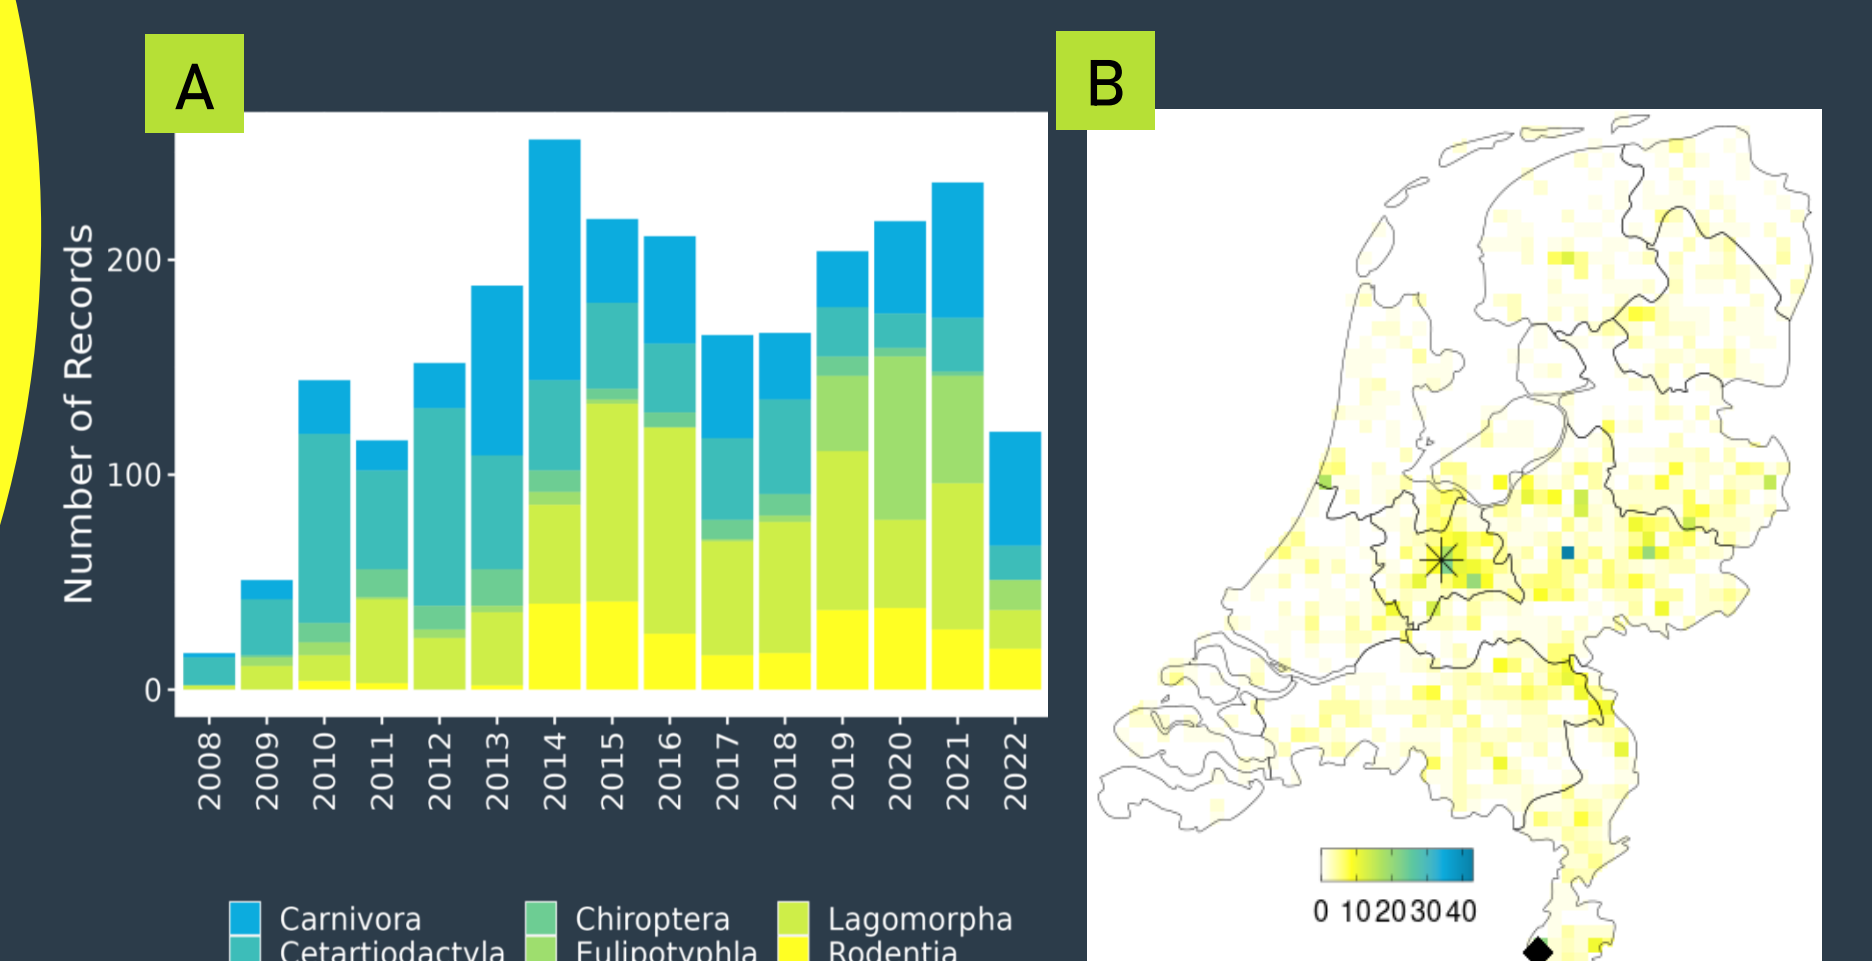 A
B
Number of Records
200
100
0
2008
2009
2010
2011
2012
2013
2014
2015
2016
2017
2018
2019
2020
2021
2022
Carnivora
Chiroptera
Lagomorpha
Cetartiodactyla
Eulipotyphla
Rodentia
0 10 20 30 40